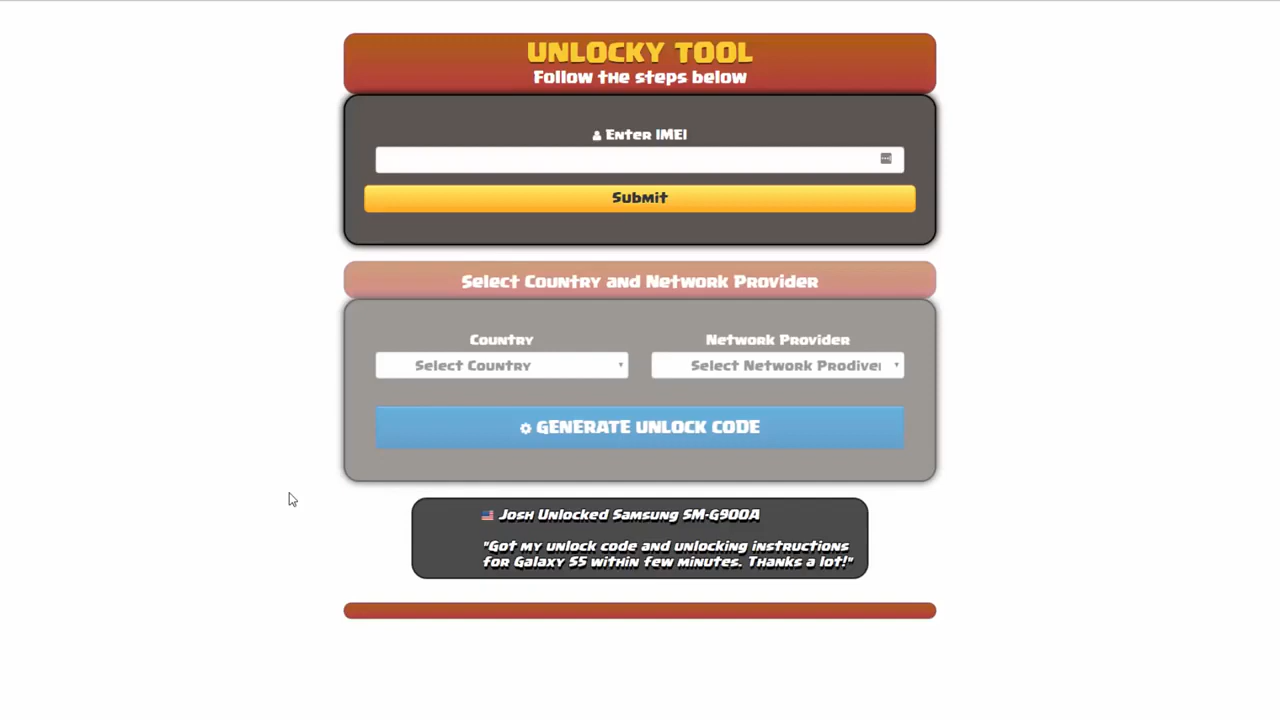 UNLOCKY TOOL
Follow the steps below
Enter IMEI
Submit
Select Country and Network Provider
Country
Network Provider
Select Country
Select Network Prodiver
GENERATE UNLOCK CODE
Josh Unlocked Samsung SM-G900A
"Got my unlock code and unlocking instructions
for Galaxy S5 within few minutes. Thanks a lot!"